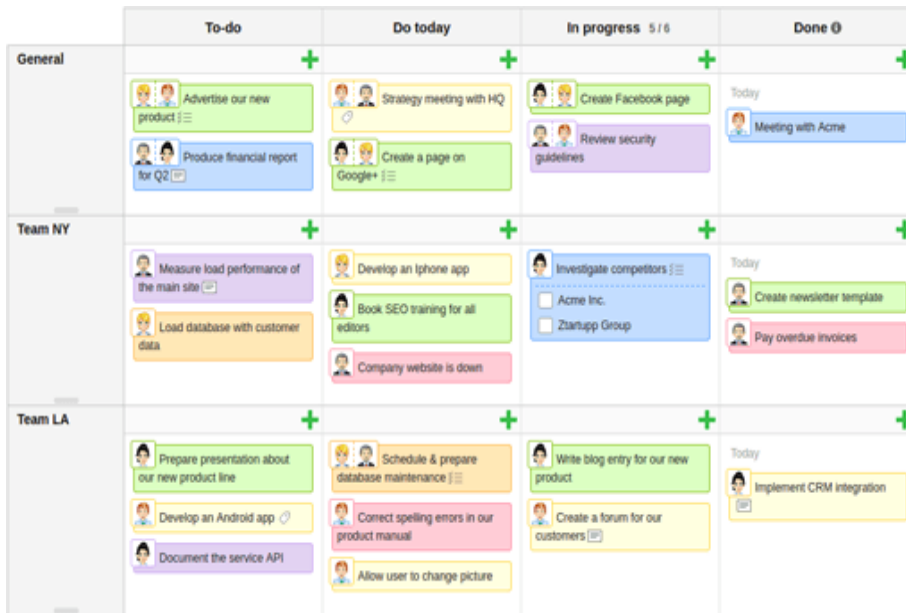 To-do
Do today
In progress 5/6
Done
General
Advertise our new
product
Produce financial report
for Q2
Strategy meeting with HQ
Create a page on
Google+
Create Facebook page
Review security
guidelines
Today
Meeting with Acme
Team NY
Measure load performance of
the main site
Load database with customer
data
Develop an Iphone app
Book SEO training for all
editors
Company website is down
Investigate competitors
Acme Inc.
Ztartupp Group
Today
Create newsletter template
Pay overdue invoices
Team LA
Prepare presentation about
our new product line
Develop an Android app
Document the service API
Schedule & prepare
database maintenance
Correct spelling errors in our
product manual
Allow user to change picture
Write blog entry for our new
product
Create a forum for our
customers
Today
Implement CRM integration